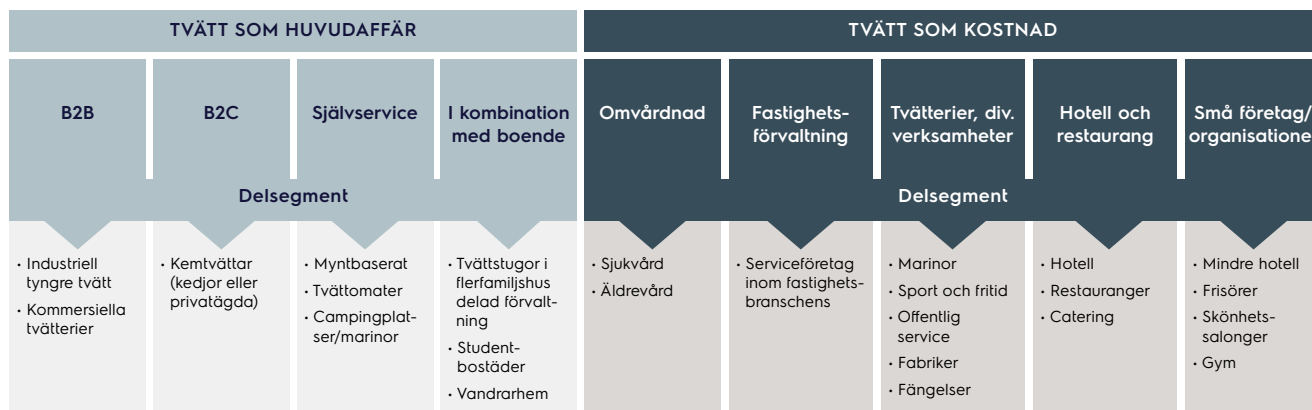 TVÄTT SOM HUVUDAFFÄR
B2B
B2C
Självservice
I kombination
med boende
Delsegment
· Industriell
tyngre tvätt
· Kommersiella
tvätterier
· Kemtvättar
(kedjor eller
privatägda)
· Myntbaserat
· Tvättomater
· Campingplat-
ser/marinor
· Tvättstugor i
flerfamiljshus
delad förvalt-
ning
· Student-
bostäder
· Vandrarhem
TVÄTT SOM KOSTNAD
Omvårdnad
Fastighets-
förvaltning
Tvätterier, div.
verksamheter
Hotell och
restaurang
Små företag/
organisatione
Delsegment
· Sjukvård
· Äldrevård
· Serviceföretag
inom fastighets-
branschens
· Marinor
· Sport och fritid
· Offentlig
service
· Fabriker
· Fängelser
· Hotell
· Restauranger
· Catering
· Mindre hotell
· Frisörer
· Skönhets-
salonger
· Gym